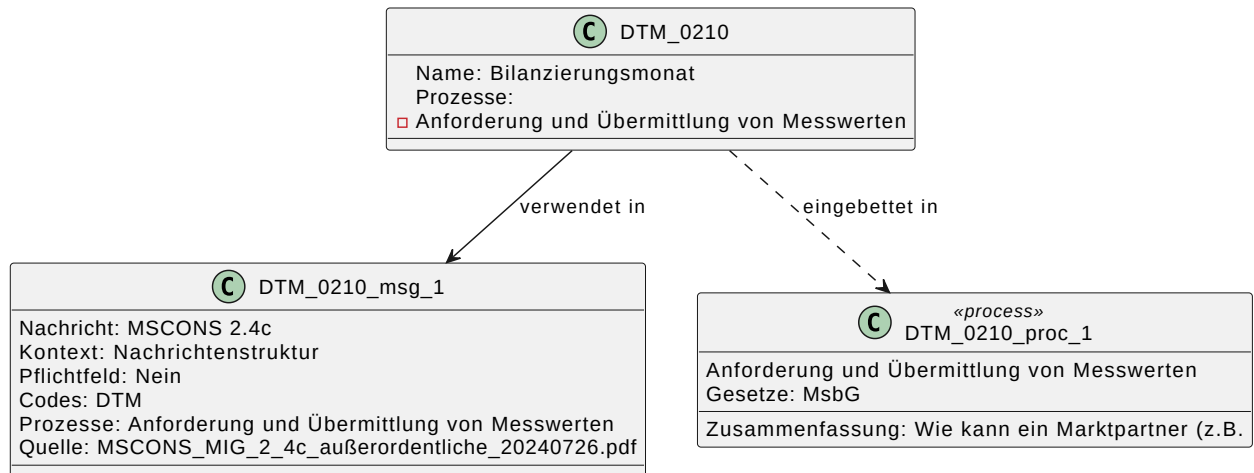 C DTM_0210
Name: Bilanzierungsmonat
Prozesse:
Anforderung und Übermittlung von Messwerten
verwendet in
eingebettet in
C DTM_0210_msg_1
Nachricht: MSCONS 2.4c
Kontext: Nachrichtenstruktur
Pflichtfeld: Nein
Codes: DTM
Prozesse: Anforderung und Übermittlung von Messwerten
Quelle: MSCONS_MIG_2_4c_außerordentliche_20240726.pdf
«process»
C DTM_0210_proc_1
Anforderung und Übermittlung von Messwerten
Gesetze: MsbG
Zusammenfassung: Wie kann ein Marktpartner (z.B.